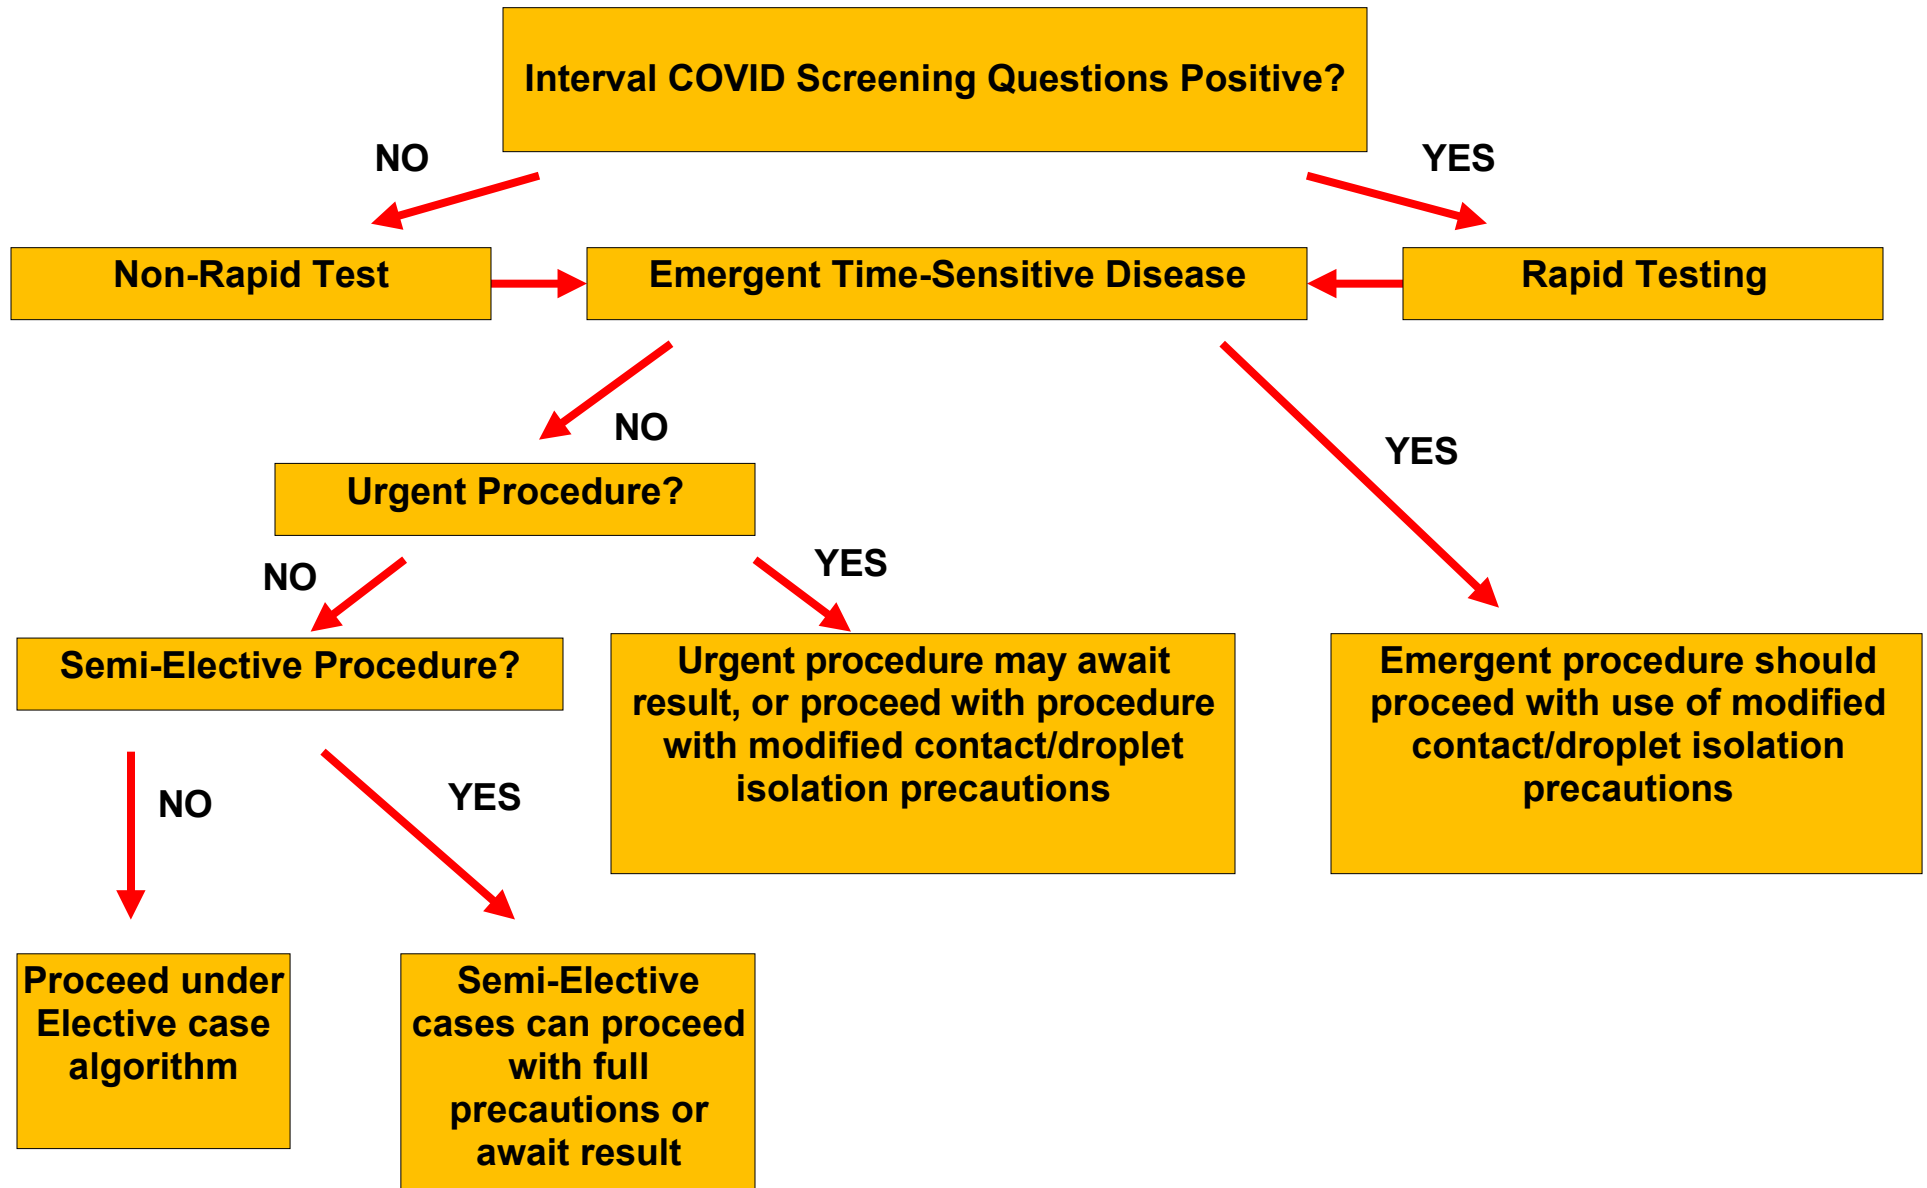 Interval COVID Screening Questions Positive?
NO
YES
Non-Rapid Test
Emergent Time-Sensitive Disease
Rapid Testing
NO
YES
Urgent Procedure?
NO
YES
Semi-Elective Procedure?
Urgent procedure may await
result, or proceed with procedure
with modified contact/droplet
isolation precautions
Emergent procedure should
proceed with use of modified
contact/droplet isolation
precautions
NO
YES
Proceed under
Elective case
algorithm
Semi-Elective
cases can proceed
with full
precautions or
await result